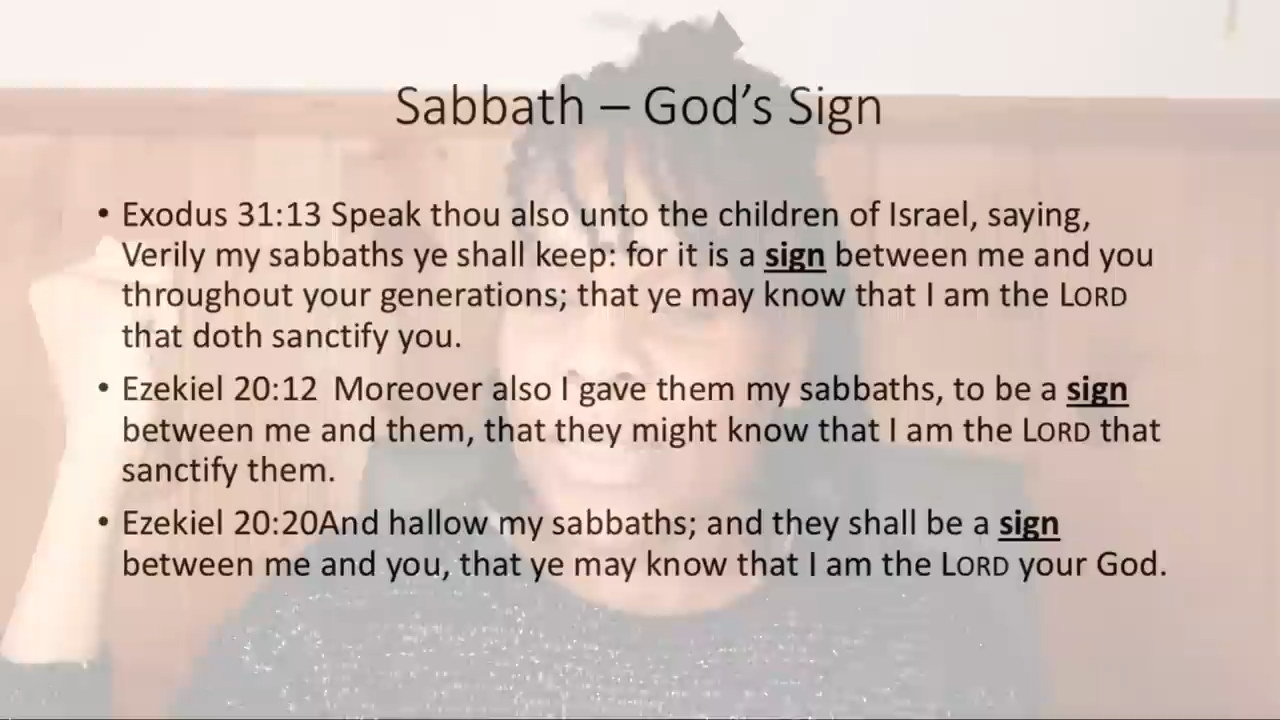 Sabbath – God’s Sign
• Exodus 31:13 Speak thou also unto the children of Israel, saying,
Verily my sabbaths ye shall keep: for it is a sign between me and you
throughout your generations; that ye may know that I am the LORD
that doth sanctify you.
• Ezekiel 20:12  Moreover also I gave them my sabbaths, to be a sign
between me and them, that they might know that I am the LORD that
sanctify them.
• Ezekiel 20:20And hallow my sabbaths; and they shall be a sign
between me and you, that ye may know that I am the LORD your God.